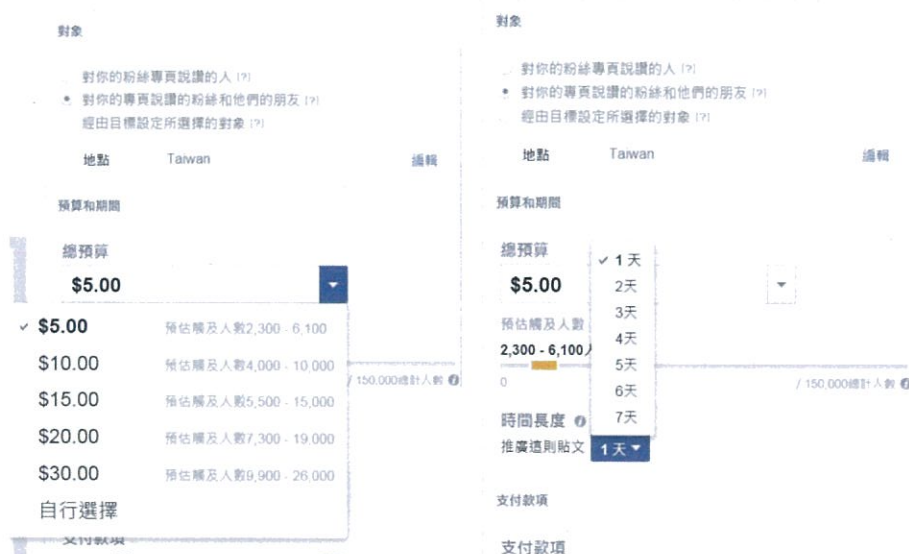 對象
對你的粉絲專頁說讚的人 [?]
對你的專頁說讚的粉絲和他們的朋友 [?]
經由目標設定所選擇的對象 [?]
地點 Taiwan 編輯
預算和期間
總預算
$5.00
$5.00 預估觸及人數2,300 - 6,100
$10.00 預估觸及人數4,000 - 10,000
$15.00 預估觸及人數5,500 - 15,000
$20.00 預估觸及人數7,300 - 19,000
$30.00 預估觸及人數9,900 - 26,000
自行選擇
/ 150,000總計人數
支付款項
對象
對你的粉絲專頁說讚的人 [?]
對你的專頁說讚的粉絲和他們的朋友 [?]
經由目標設定所選擇的對象 [?]
地點 Taiwan 編輯
預算和期間
總預算
$5.00
預估觸及人數
2,300 - 6,100人
0 / 150,000總計人數
1天
2天
3天
4天
5天
6天
7天
時間長度
推廣這則貼文 1天
支付款項
支付款項